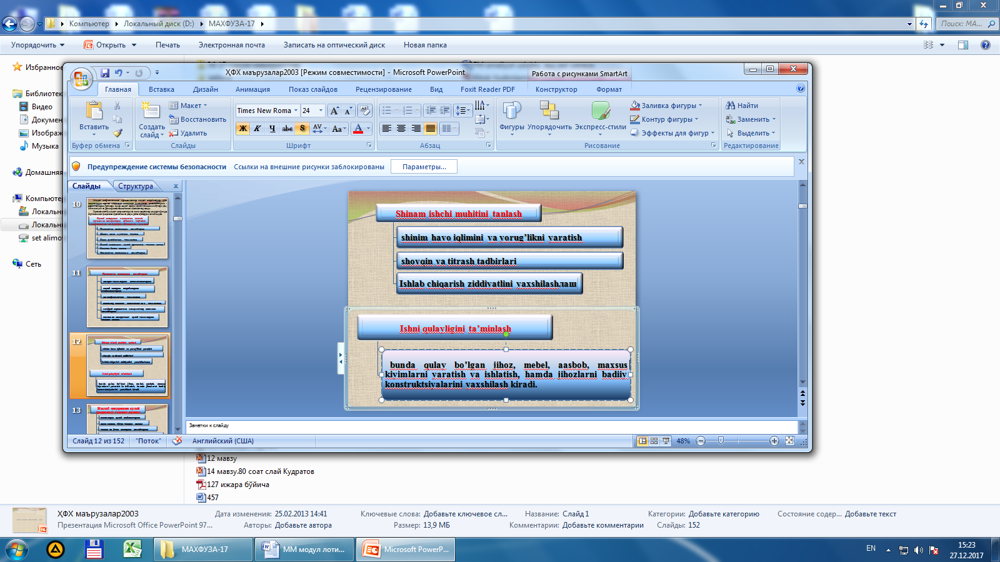 Компьютер ▸ Локальный диск (D:) ▸ МАХФУЗА-17 ▸
Поиск: МА...
Упорядочить Открыть Печать Электронная почта Записать на оптический диск Новая папка
Избранное
Библиотек
Видео
Докумен
Изображ
Музыка
Домашняя
Компьютер
Локальн
Локальн
set alimo
Сеть
ҲФХ маърузалар2003 [Режим совместимости] - Microsoft PowerPoint
Работа с рисунками SmartArt
Главная Вставка Дизайн Анимация Показ слайдов Рецензирование Вид Foxit Reader PDF Конструктор Формат
Вставить
Буфер обмена
Создать слайд
Макет
Восстановить
Удалить
Слайды
Times New Roma 24
Ж К Ч abc S AV Aa A
Шрифт
Абзац
Фигуры Упорядочить Экспресс-стили
Заливка фигуры
Контур фигуры
Эффекты для фигур
Рисование
Найти
Заменить
Выделить
Редактирование
Предупреждение системы безопасности Ссылки на внешние рисунки заблокированы Параметры...
Слайды Структура
10
11
12
13
Shinam ishchi muhitini tanlash
shinim havo iqlimini va yorug’likni yaratish
shovqin va titrash tadbirlari
Ishlab chiqarish ziddiyatlini yaxshilashлаш
Ishni qulayligini ta’minlash
bunda qulay bo’lgan jihoz, mebel, aasbob, maxsus
kiyimlarni yaratish va ishlatish, hamda jihozlarni badiiy
konstruktsiyalarini yaxshilash kiradi.
Заметки к слайду
Слайд 12 из 152 "Поток" Английский (США) 48%
12 мавзу
14 мавзу.80 соат слай Кудратов
127 ижара бўйича
457
ҲФХ маърузалар2003 Дата изменения: 25.02.2013 14:41 Ключевые слова: Добавьте ключевое сл... Название: Слайд 1 Категории: Добавьте категорию Состояние содер... Добавьте текст
Презентация Microsoft Office PowerPoint 97... Авторы: Добавьте автора Размер: 13,9 МБ Комментарии: Добавьте комментарии Слайды: 152
МАХФУЗА-17 ММ модул лоти... Microsoft PowerP... EN 15:23
27.12.2017